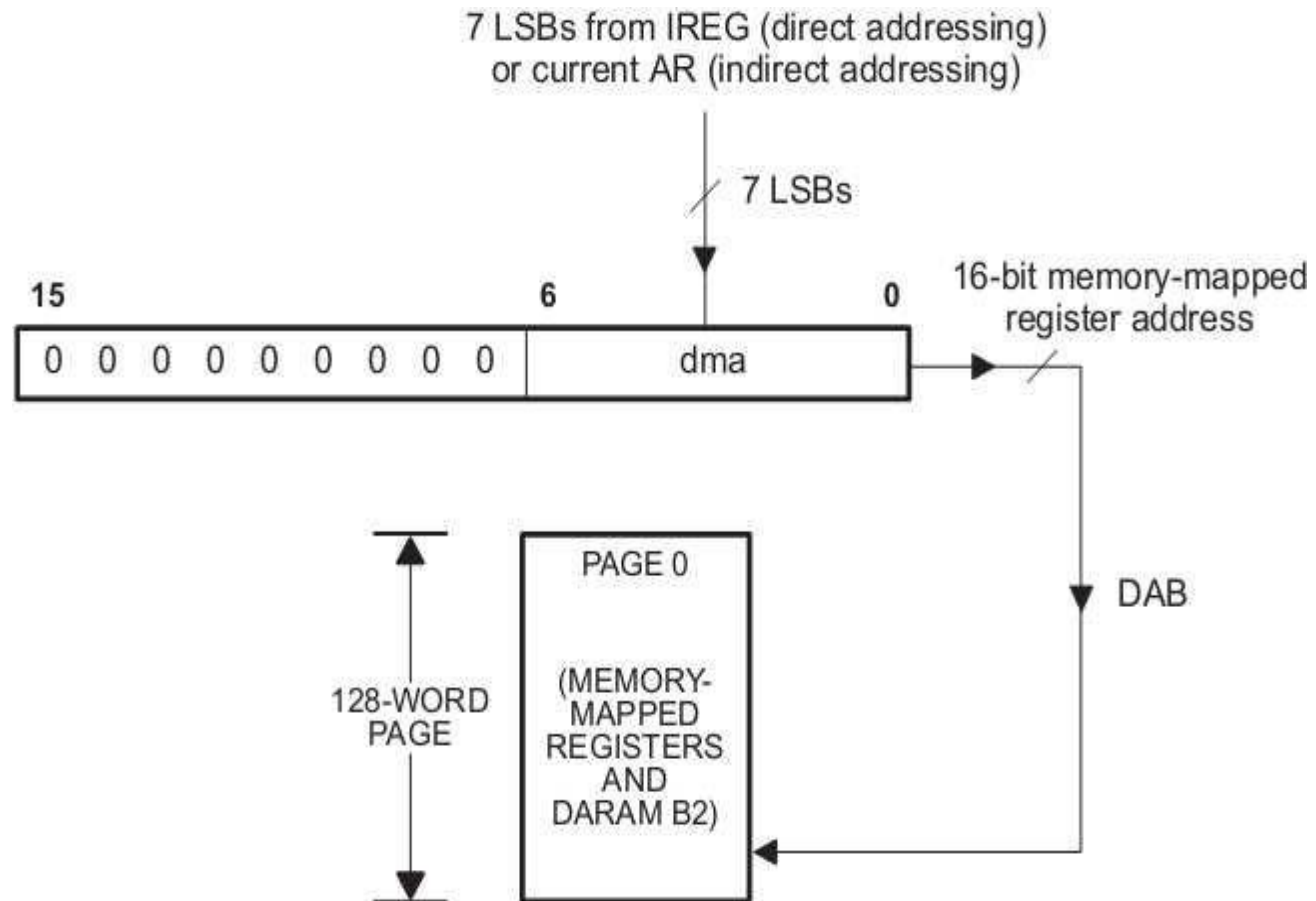 7 LSBs from IREG (direct addressing)
or current AR (indirect addressing)
7 LSBs
15 6 0
16-bit memory-mapped
register address
0 0 0 0 0 0 0 0 0 dma
PAGE 0
DAB
128-WORD
PAGE
(MEMORY-
MAPPED
REGISTERS
AND
DARAM B2)